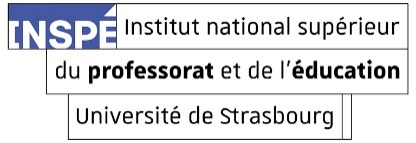 INSPÉ Institut national supérieur
du professorat et de l'éducation
Université de Strasbourg